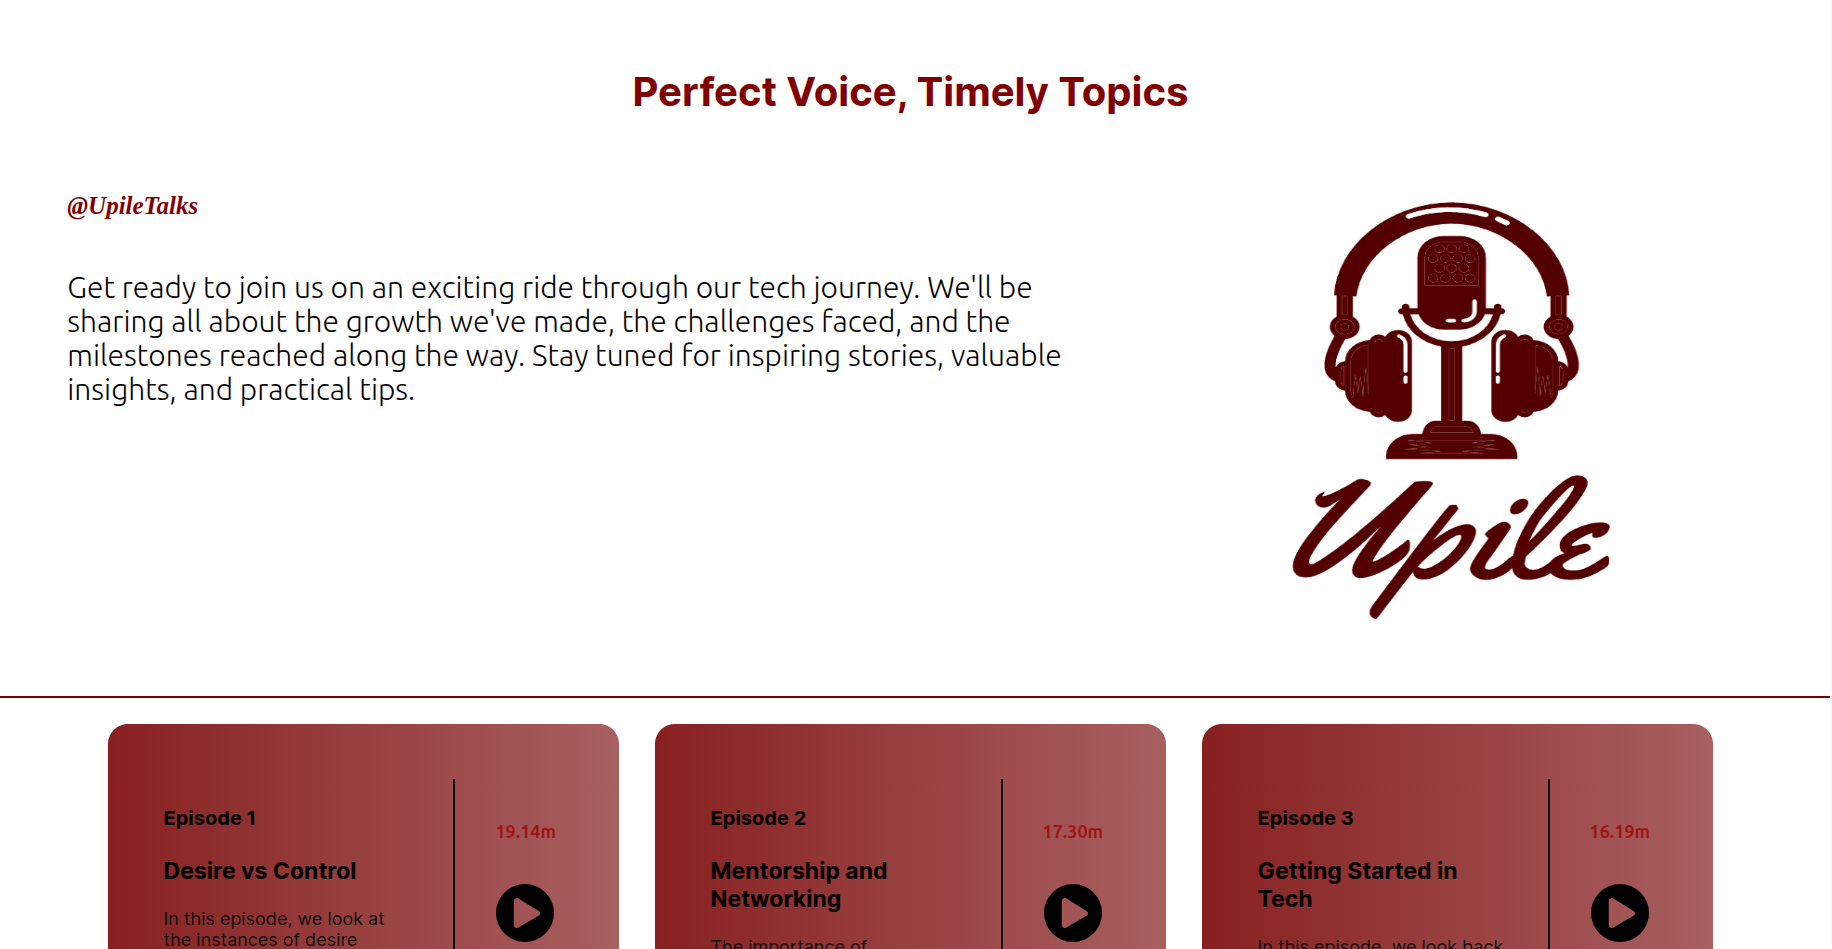 Perfect Voice, Timely Topics
@UpileTalks
Get ready to join us on an exciting ride through our tech journey. We'll be
sharing all about the growth we've made, the challenges faced, and the
milestones reached along the way. Stay tuned for inspiring stories, valuable
insights, and practical tips.
Upile
Episode 1
19.14m
Desire vs Control
In this episode, we look at
the instances of desire
Episode 2
17.30m
Mentorship and
Networking
The importance of
Episode 3
16.19m
Getting Started in
Tech
In this episode, we look back